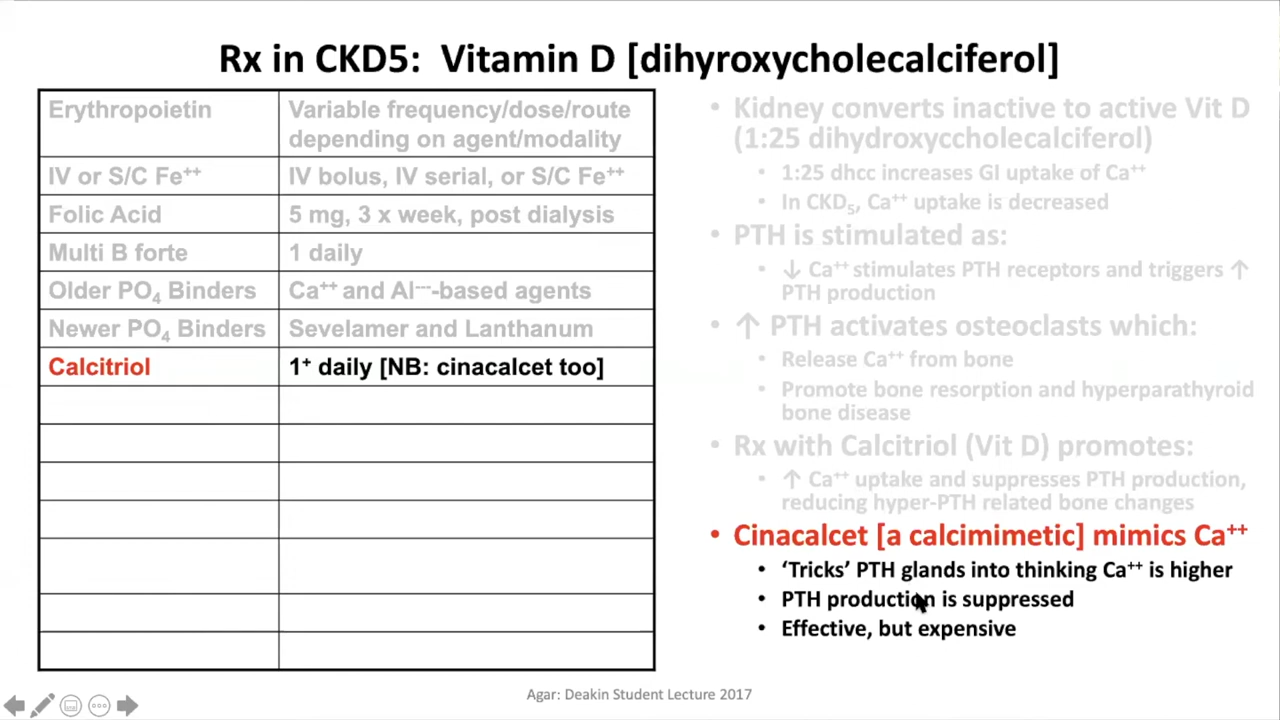 Rx in CKD5: Vitamin D [dihyroxycholecalciferol]
Erythropoietin
Variable frequency/dose/route
depending on agent/modality
IV or S/C Fe⁺⁺
IV bolus, IV serial, or S/C Fe⁺⁺
Folic Acid
5 mg, 3 x week, post dialysis
Multi B forte
1 daily
Older PO₄ Binders
Ca⁺⁺ and Al⁻⁻⁻-based agents
Newer PO₄ Binders
Sevelamer and Lanthanum
Calcitriol
1⁺ daily [NB: cinacalcet too]
• Kidney converts inactive to active Vit D
(1:25 dihydroxyccholecalciferol)
• 1:25 dhcc increases GI uptake of Ca⁺⁺
• In CKD₅, Ca⁺⁺ uptake is decreased
• PTH is stimulated as:
• ↓ Ca⁺⁺ stimulates PTH receptors and triggers ↑
PTH production
• ↑ PTH activates osteoclasts which:
• Release Ca⁺⁺ from bone
• Promote bone resorption and hyperparathyroid
bone disease
• Rx with Calcitriol (Vit D) promotes:
• ↑ Ca⁺⁺ uptake and suppresses PTH production,
reducing hyper-PTH related bone changes
• Cinacalcet [a calcimimetic] mimics Ca⁺⁺
• ‘Tricks’ PTH glands into thinking Ca⁺⁺ is higher
• PTH production is suppressed
• Effective, but expensive
Agar: Deakin Student Lecture 2017